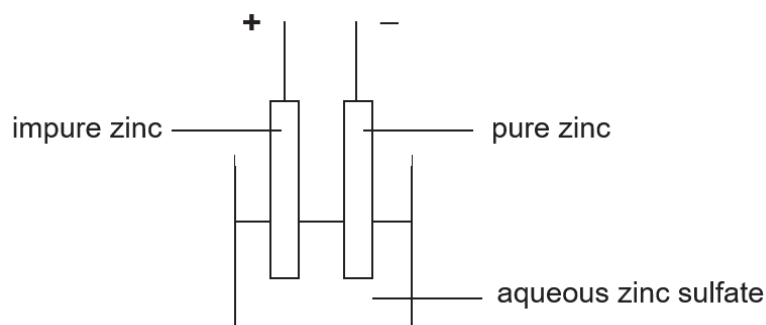 + –
impure zinc
pure zinc
aqueous zinc sulfate